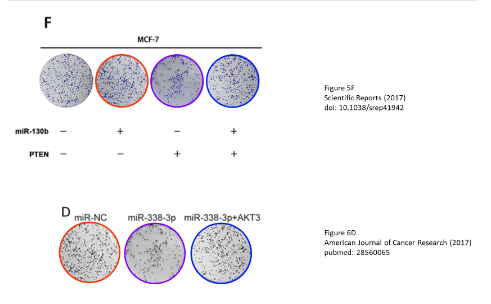 F
MCF-7
miR-130b − + − +
PTEN − − + +
Figure 5F
Scientific Reports (2017)
doi: 10.1038/srep41942
D
miR-NC miR-338-3p miR-338-3p+AKT3
Figure 6D
American Journal of Cancer Research (2017)
pubmed: 28560065